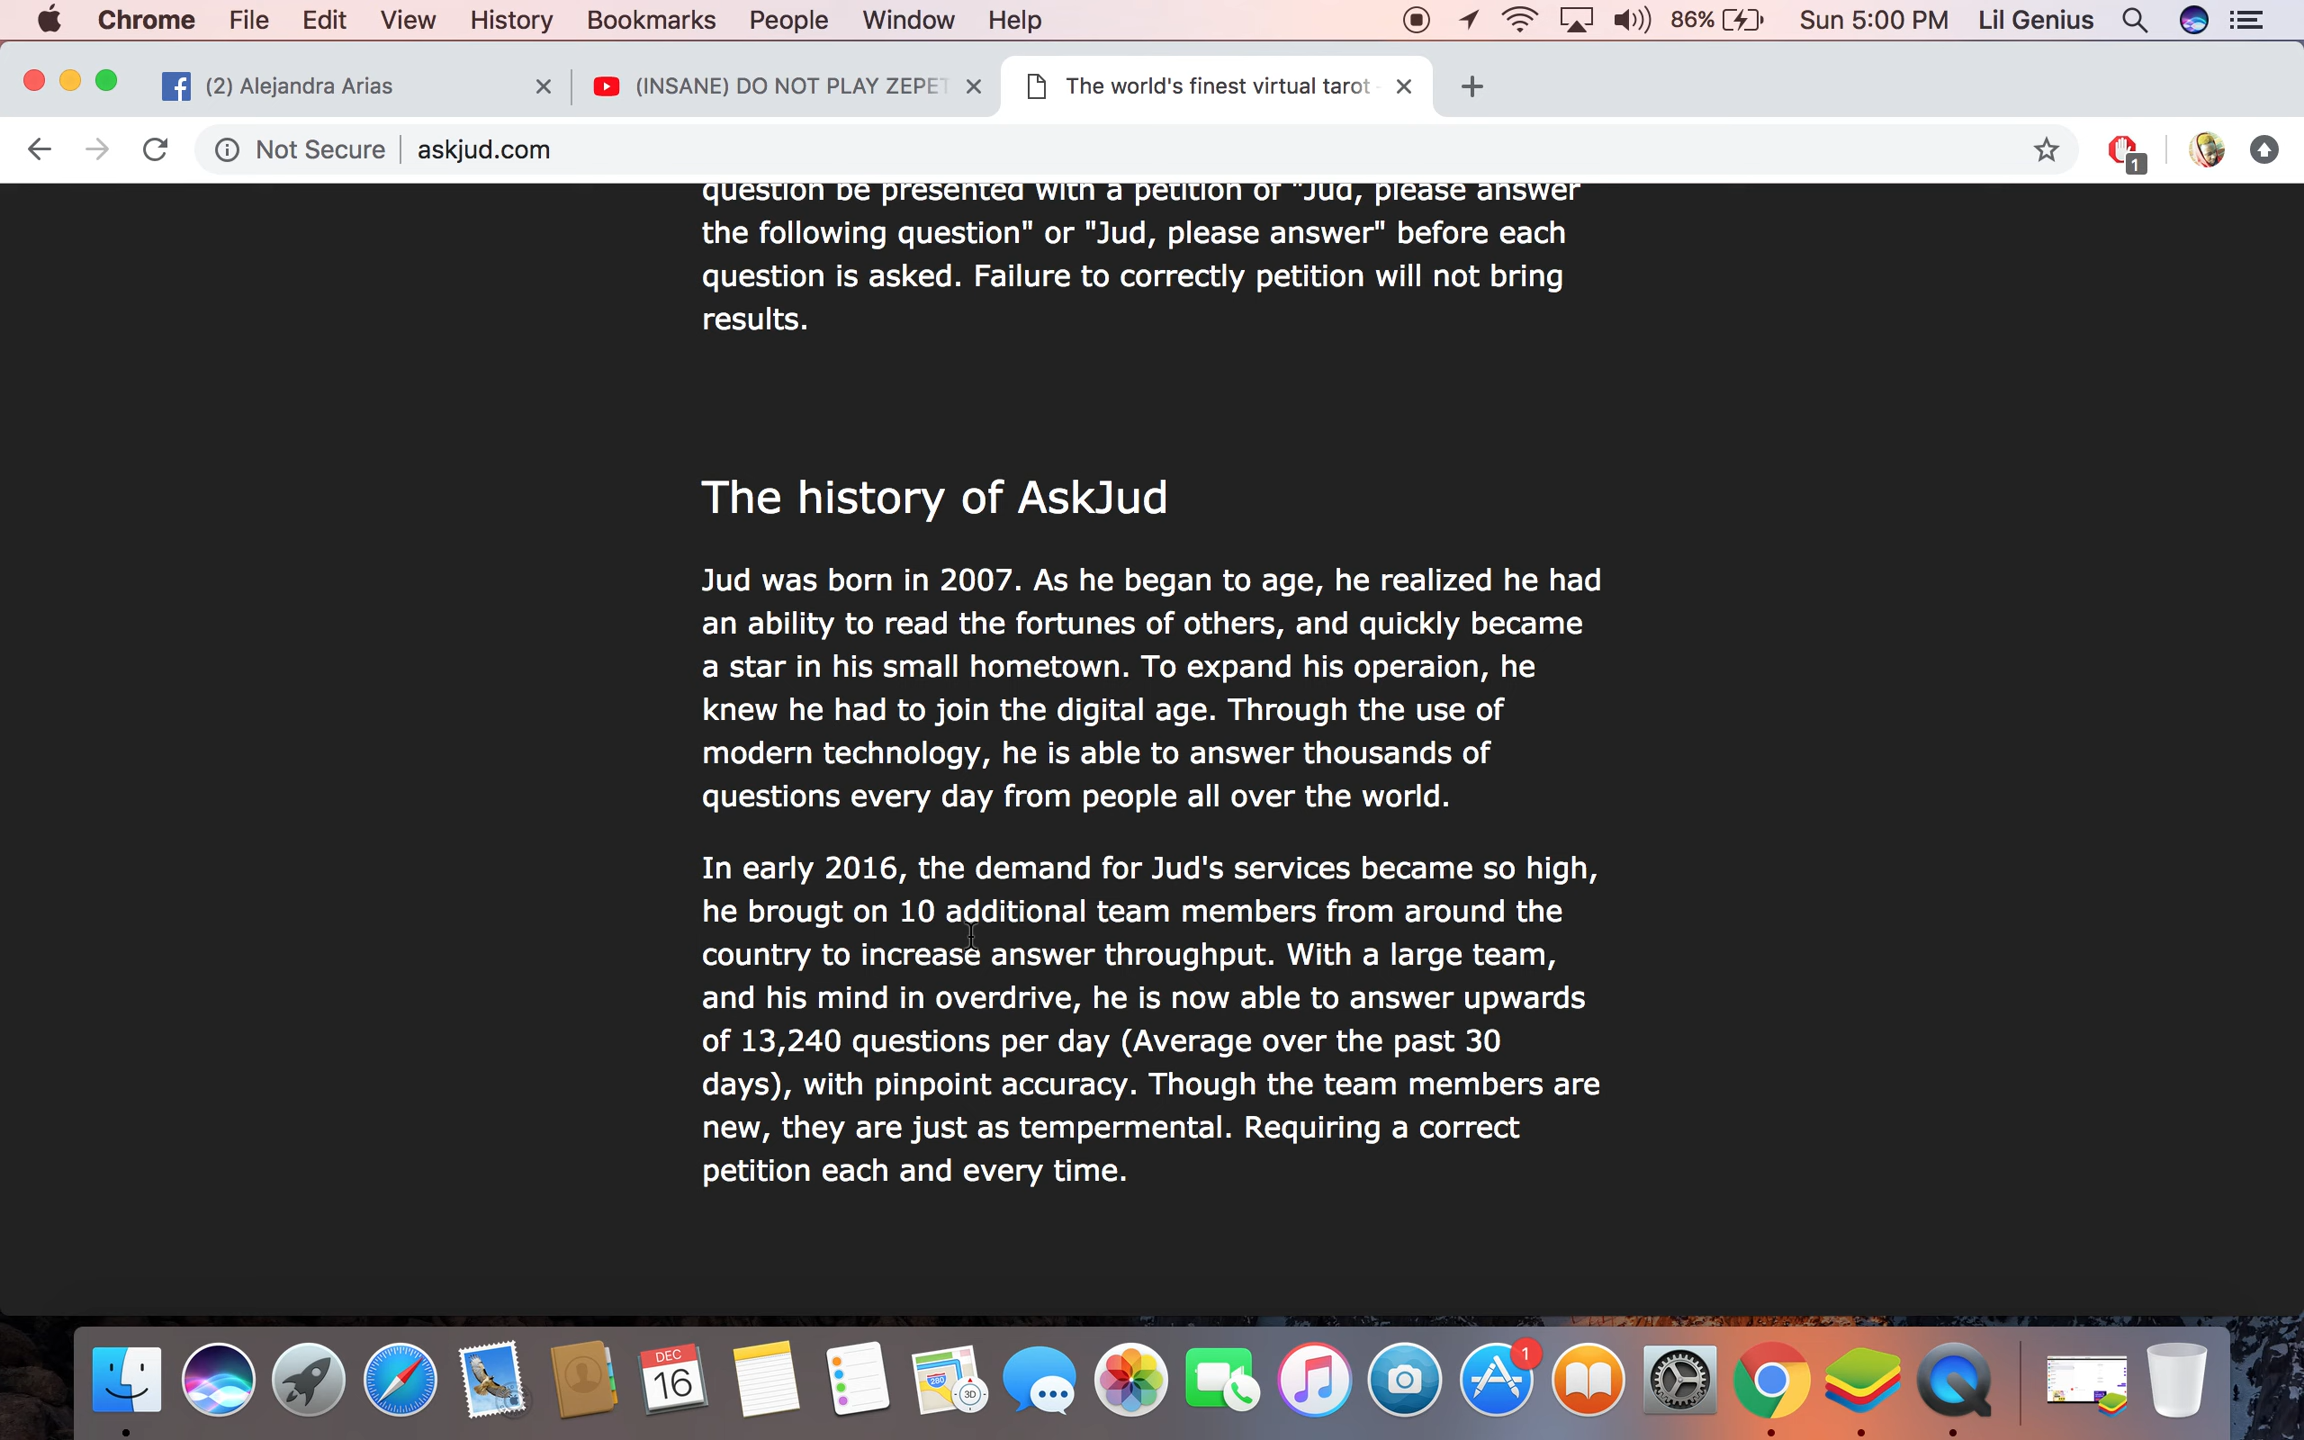 Chrome File Edit View History Bookmarks People Window Help 86% Sun 5:00 PM Lil Genius
(2) Alejandra Arias
(INSANE) DO NOT PLAY ZEPET
The world's finest virtual tarot
Not Secure askjud.com
1
question be presented with a petition of "Jud, please answer
the following question" or "Jud, please answer" before each
question is asked. Failure to correctly petition will not bring
results.
The history of AskJud
Jud was born in 2007. As he began to age, he realized he had
an ability to read the fortunes of others, and quickly became
a star in his small hometown. To expand his operaion, he
knew he had to join the digital age. Through the use of
modern technology, he is able to answer thousands of
questions every day from people all over the world.
In early 2016, the demand for Jud's services became so high,
he brougt on 10 additional team members from around the
country to increase answer throughput. With a large team,
and his mind in overdrive, he is now able to answer upwards
of 13,240 questions per day (Average over the past 30
days), with pinpoint accuracy. Though the team members are
new, they are just as tempermental. Requiring a correct
petition each and every time.
DEC
16
280
3D
1